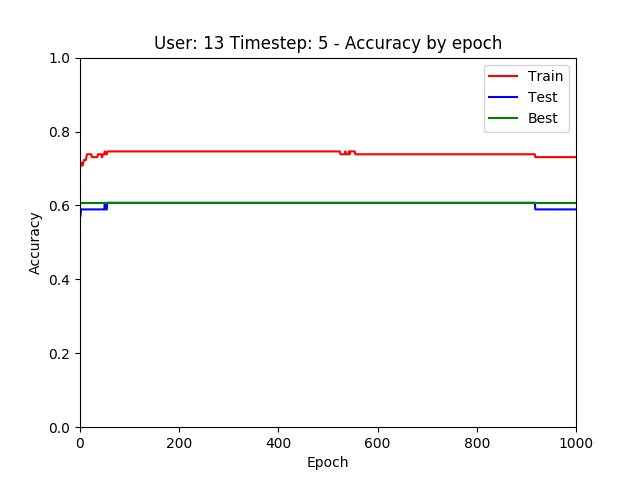 User: 13 Timestep: 5 - Accuracy by epoch
1.0
0.8
0.6
0.4
0.2
0.0
Accuracy
Train
Test
Best
0 200 400 600 800 1000
Epoch